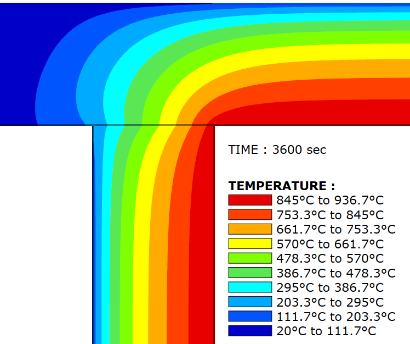 TIME : 3600 sec
TEMPERATURE :
845°C to 936.7°C
753.3°C to 845°C
661.7°C to 753.3°C
570°C to 661.7°C
478.3°C to 570°C
386.7°C to 478.3°C
295°C to 386.7°C
203.3°C to 295°C
111.7°C to 203.3°C
20°C to 111.7°C